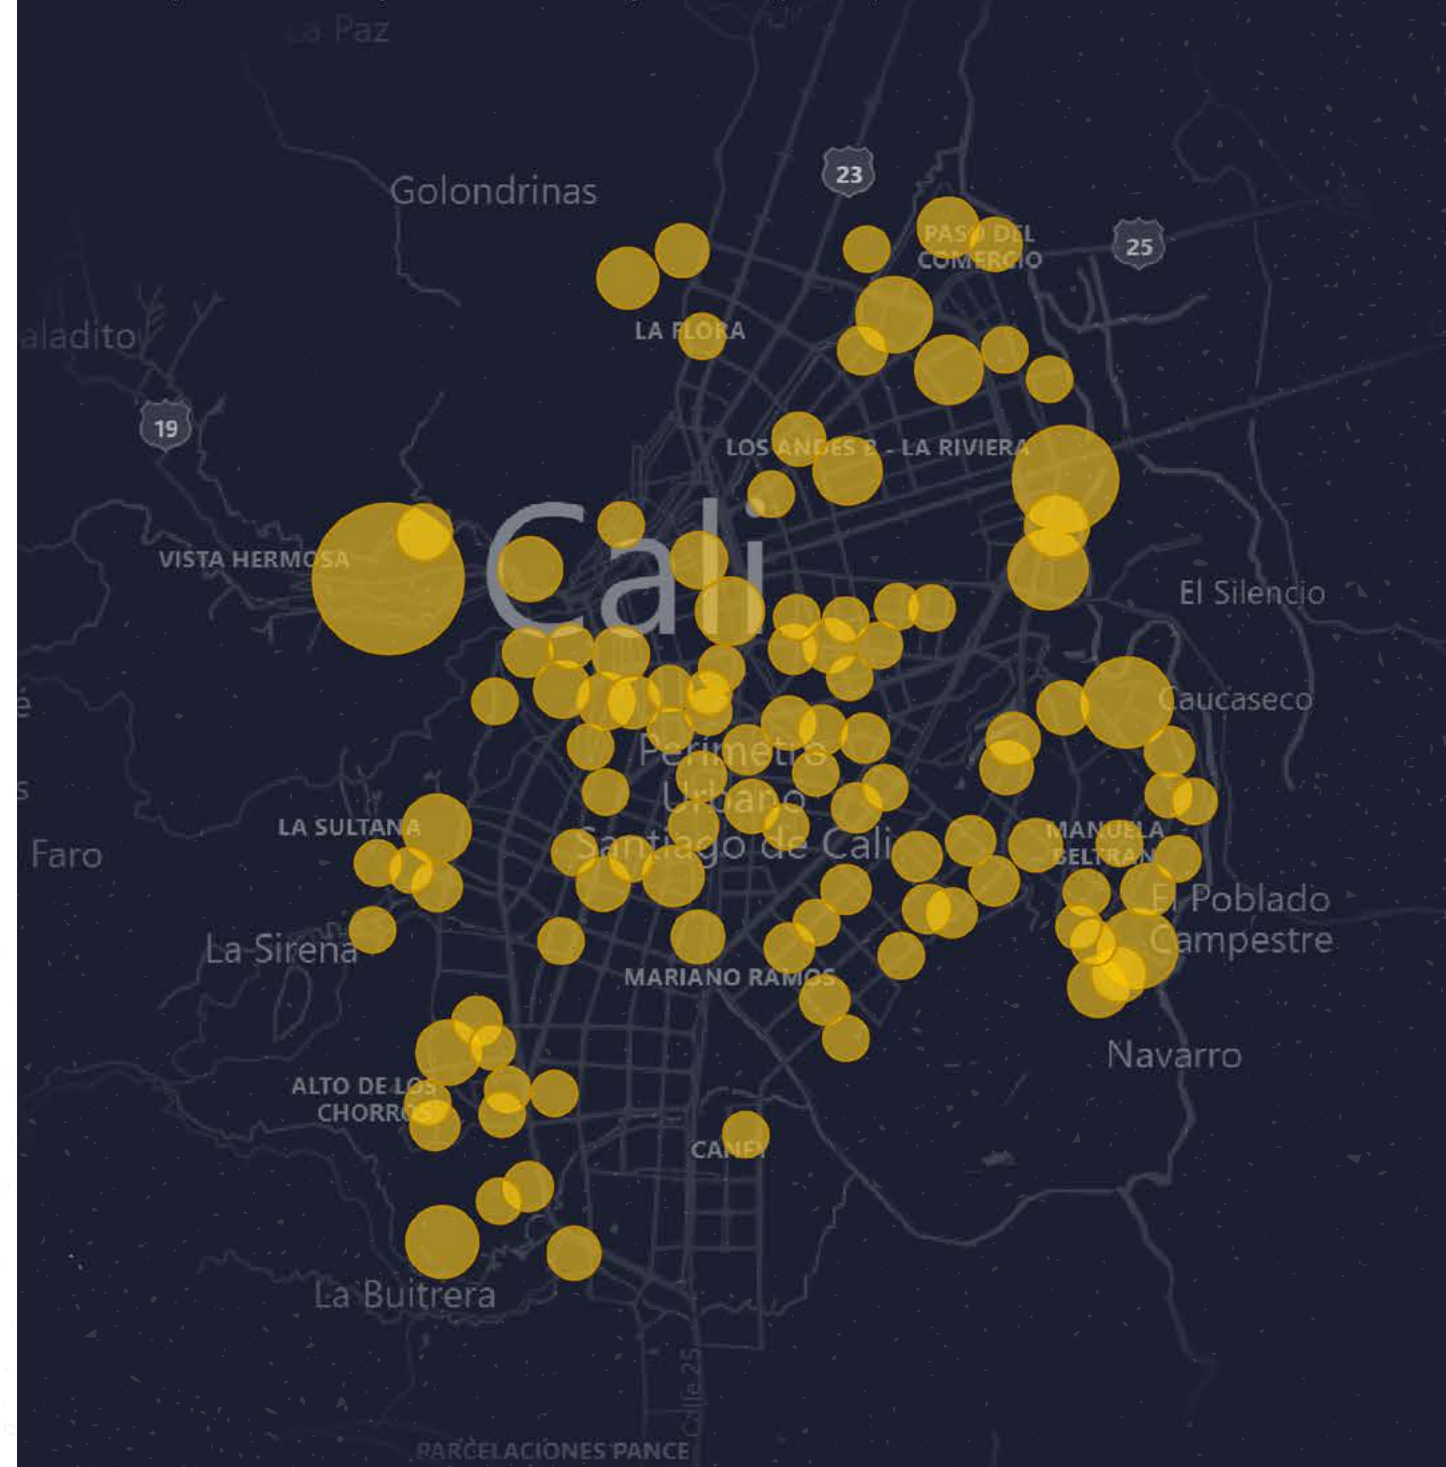 La Paz
Golondrinas
23
PASO DEL
COMERCIO
25
LA FLORA
aladito
19
LOS ANDES B - LA RIVIERA
Cali
VISTA HERMOSA
El Silencio
Caucaseco
Perímetro
Urbano
Santiago de Cali
LA SULTANA
MANUELA
BELTRAN
Faro
El Poblado
Campestre
La Sirena
MARIANO RAMOS
Navarro
ALTO DE LOS
CHORROS
CANEY
La Buitrera
Calle 25
PARCELACIONES PANCE